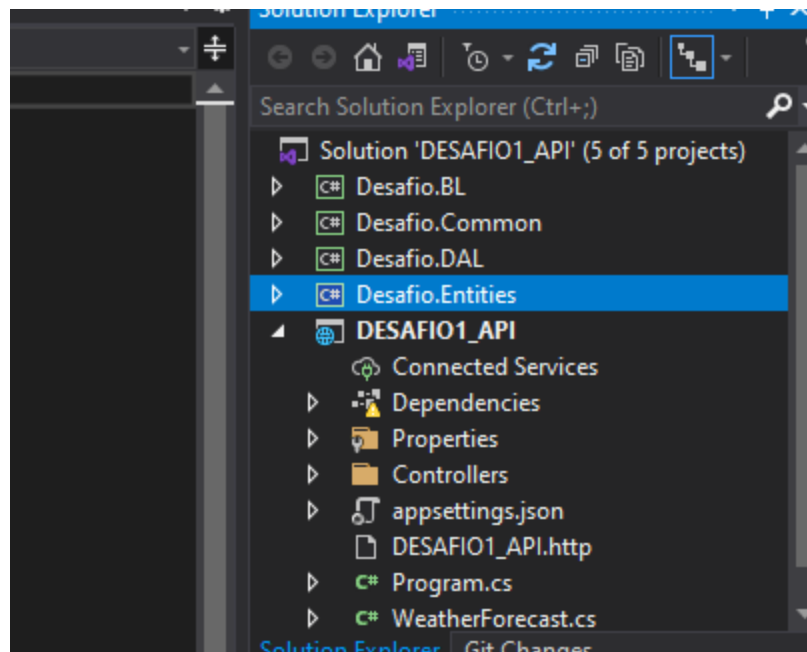 Solution Explorer
Search Solution Explorer (Ctrl+;)
Solution 'DESAFIO1_API' (5 of 5 projects)
C# Desafio.BL
C# Desafio.Common
C# Desafio.DAL
C# Desafio.Entities
DESAFIO1_API
Connected Services
Dependencies
Properties
Controllers
appsettings.json
DESAFIO1_API.http
C# Program.cs
C# WeatherForecast.cs
Solution Explorer Git Changes